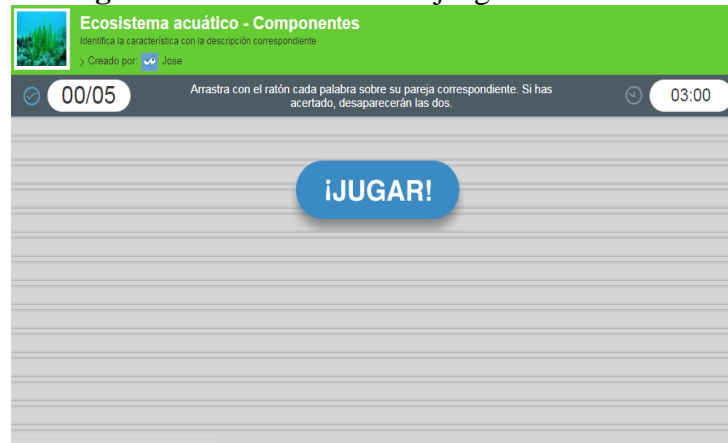 Ecosistema acuático - Componentes
Identifica la característica con la descripción correspondiente
> Creado por: Jose
00/05
Arrastra con el ratón cada palabra sobre su pareja correspondiente. Si has
acertado, desaparecerán las dos.
03:00
¡JUGAR!